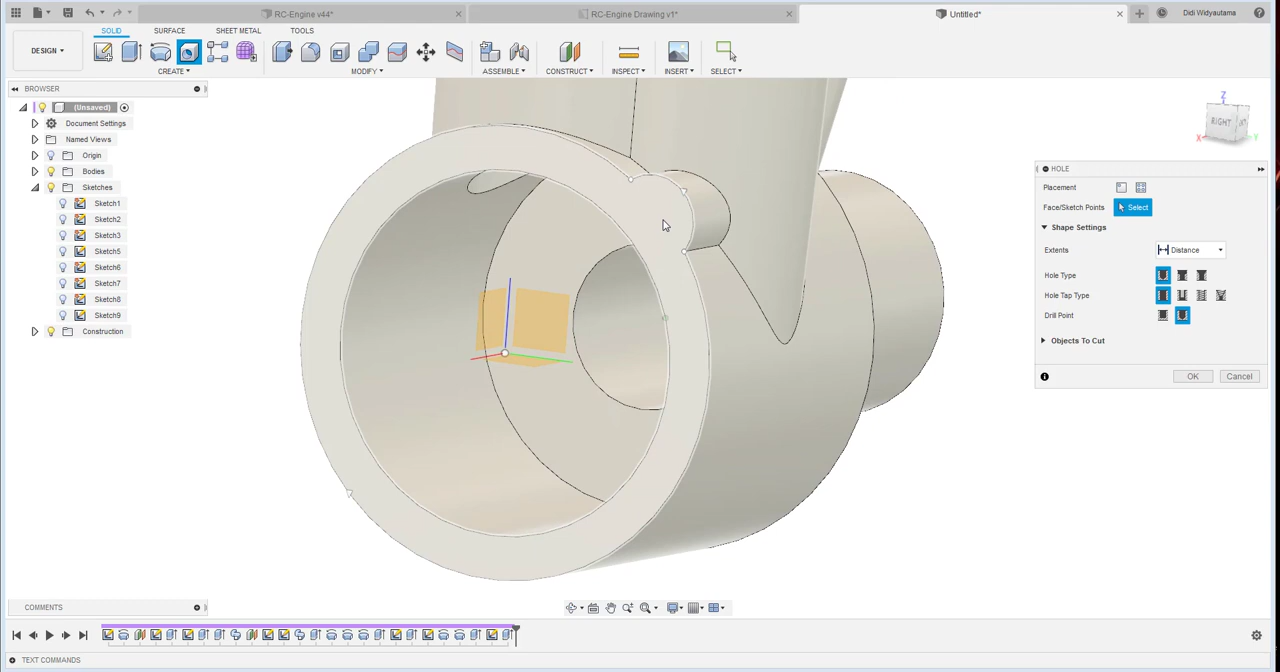 RC-Engine v44*
RC-Engine Drawing v1*
Untitled*
Didi Widyautama
SOLID
SURFACE
SHEET METAL
TOOLS
DESIGN
CREATE
MODIFY
ASSEMBLE
CONSTRUCT
INSPECT
INSERT
SELECT
BROWSER
(Unsaved)
Document Settings
Named Views
Origin
Bodies
Sketches
Sketch1
Sketch2
Sketch3
Sketch5
Sketch6
Sketch7
Sketch8
Sketch9
Construction
Z
RIGHT
X
Y
HOLE
Placement
Face/Sketch Points
Select
Shape Settings
Extents
Distance
Hole Type
Hole Tap Type
Drill Point
Objects To Cut
OK
Cancel
COMMENTS
TEXT COMMANDS